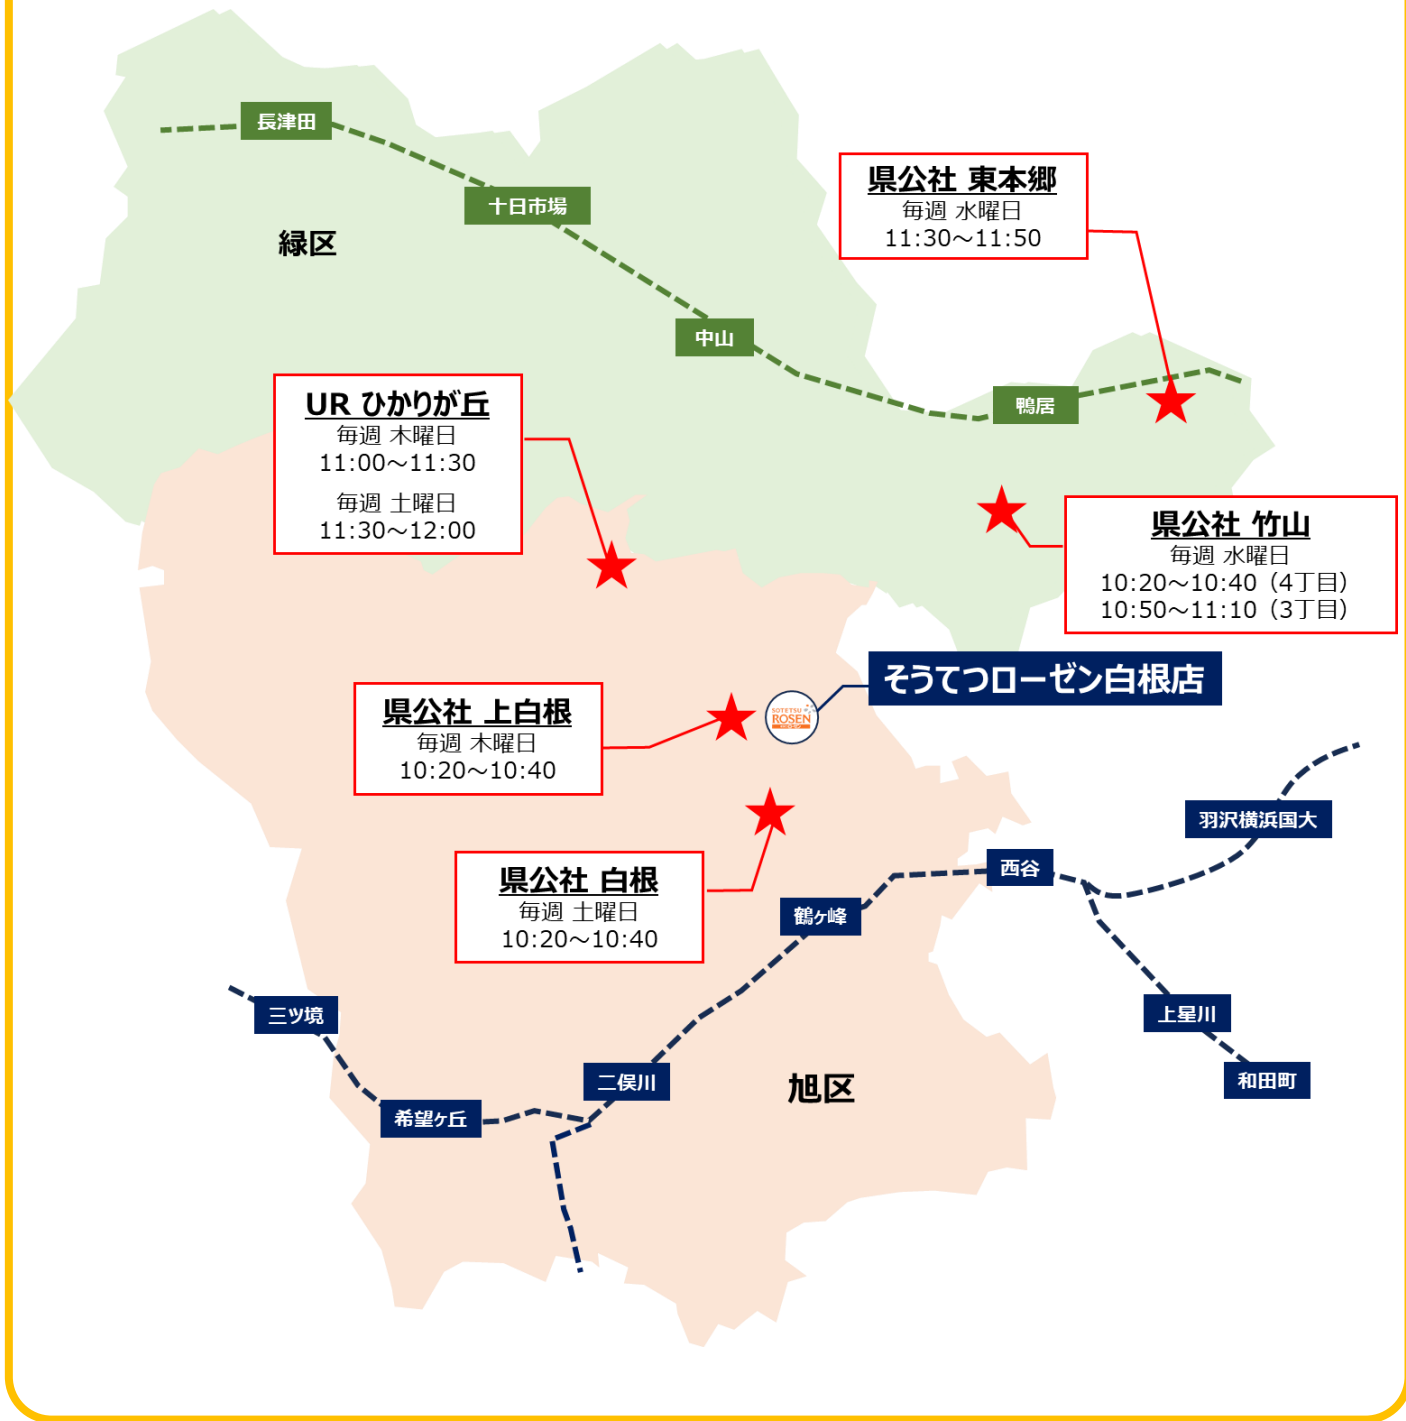 長津田
十日市場
緑区
中山
鴨居
県公社 東本郷
毎週 水曜日
11:30～11:50
UR ひかりが丘
毎週 木曜日
11:00～11:30
毎週 土曜日
11:30～12:00
県公社 竹山
毎週 水曜日
10:20～10:40（4丁目）
10:50～11:10（3丁目）
そうてつローゼン白根店
SOTETSU
ROSEN
県公社 上白根
毎週 木曜日
10:20～10:40
県公社 白根
毎週 土曜日
10:20～10:40
羽沢横浜国大
西谷
鶴ヶ峰
上星川
和田町
三ツ境
二俣川
希望ヶ丘
旭区